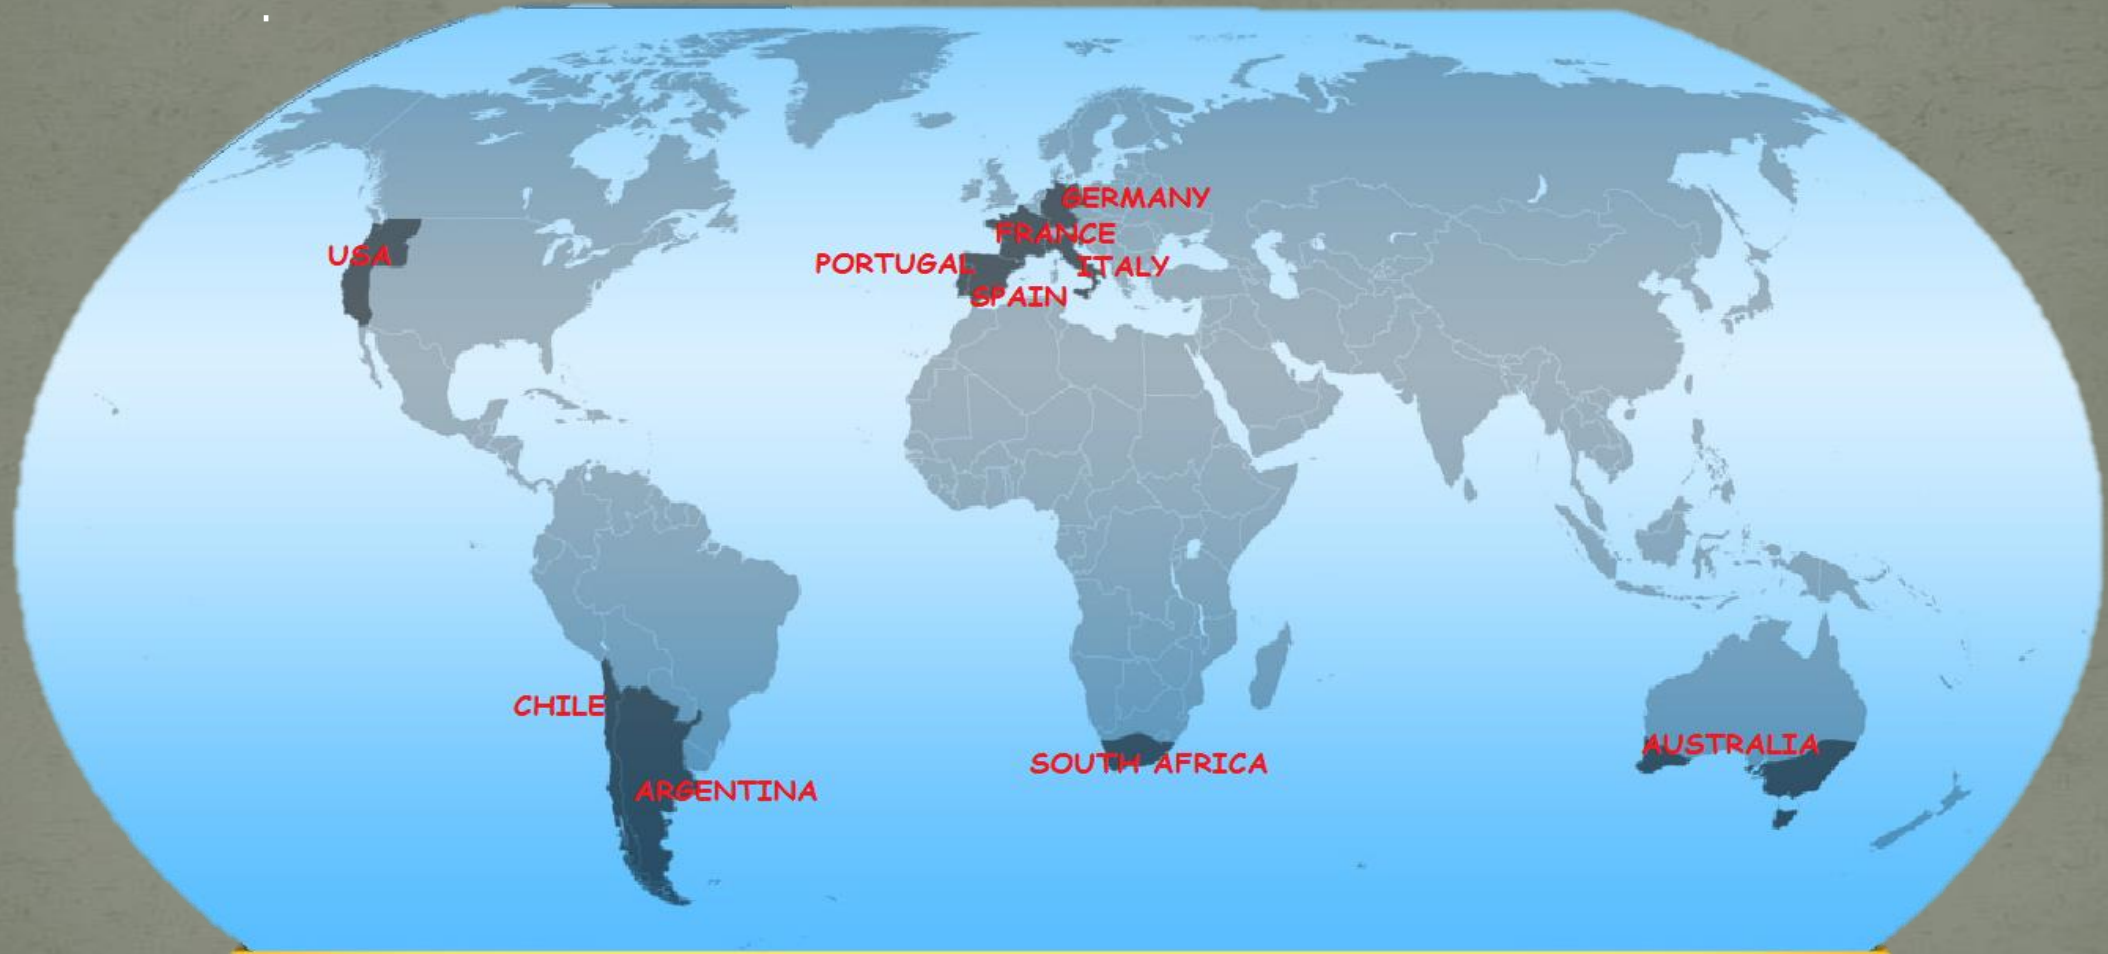 GERMANY
FRANCE
USA
PORTUGAL
ITALY
SPAIN
CHILE
AUSTRALIA
SOUTH AFRICA
ARGENTINA